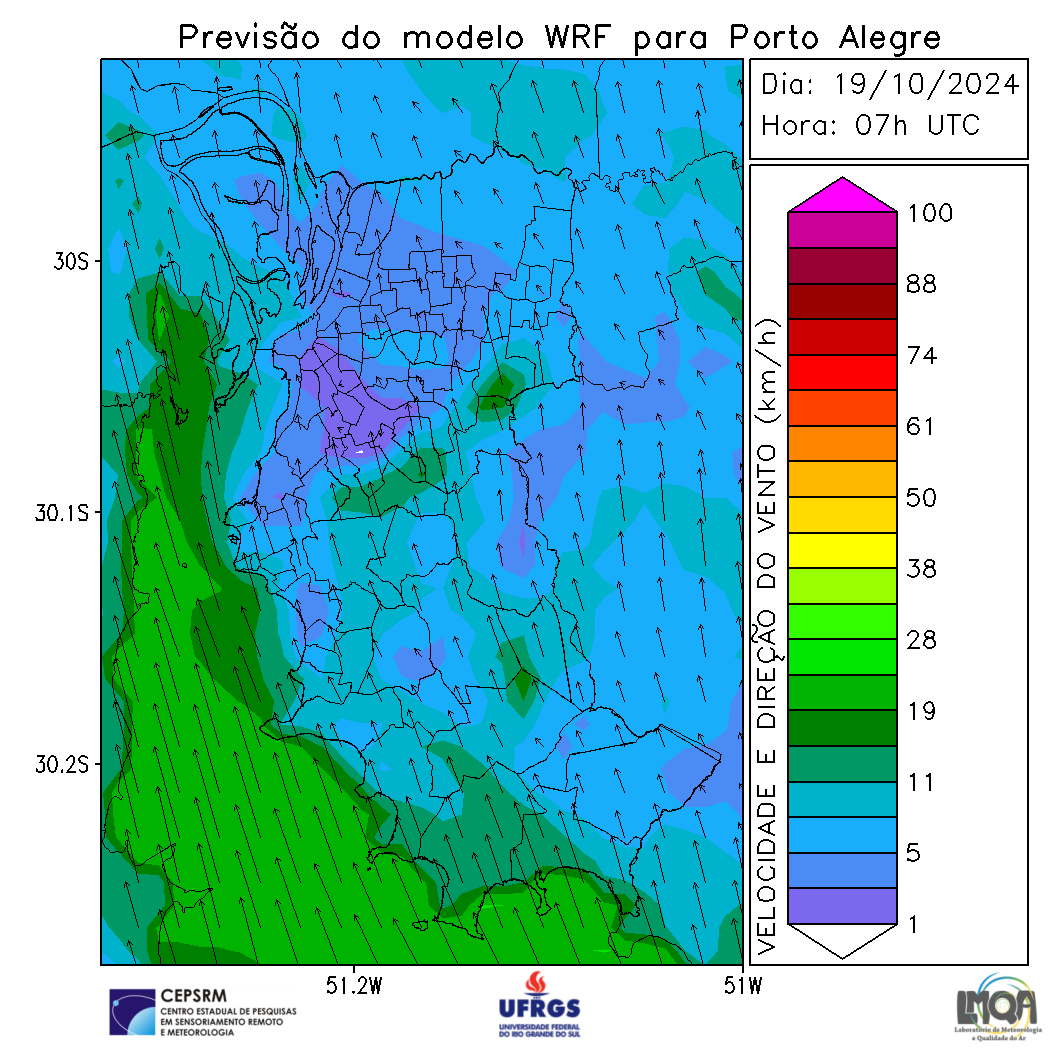 Previsão do modelo WRF para Porto Alegre
Dia: 19/10/2024
Hora: 07h UTC
30S
30.1S
30.2S
51.2W
51W
VELOCIDADE E DIREÇÃO DO VENTO (km/h)
100
88
74
61
50
38
28
19
11
5
1
CEPSRM
CENTRO ESTADUAL DE PESQUISAS
EM SENSORIAMENTO REMOTO
E METEOROLOGIA
UFRGS
UNIVERSIDADE FEDERAL
DO RIO GRANDE DO SUL
LMQA
Laboratório de Meteorologia
e Qualidade do Ar